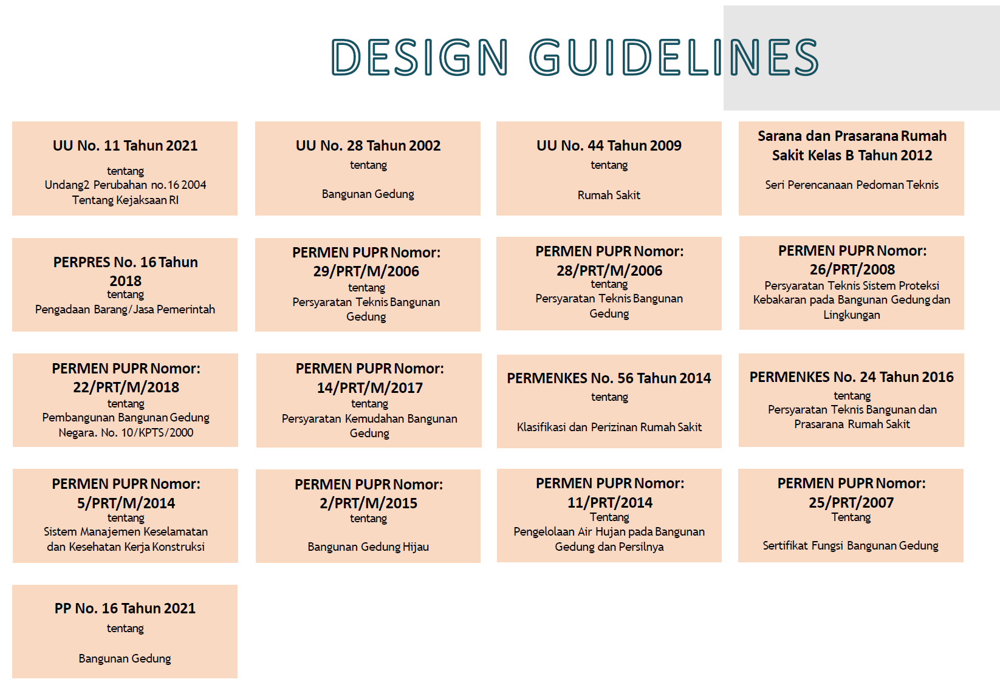 DESIGN GUIDELINES
UU No. 11 Tahun 2021
tentang
Undang2 Perubahan no.16 2004
Tentang Kejaksaan RI
UU No. 28 Tahun 2002
tentang
Bangunan Gedung
UU No. 44 Tahun 2009
tentang
Rumah Sakit
Sarana dan Prasarana Rumah
Sakit Kelas B Tahun 2012
Seri Perencanaan Pedoman Teknis
PERPRES No. 16 Tahun
2018
tentang
Pengadaan Barang/Jasa Pemerintah
PERMEN PUPR Nomor:
29/PRT/M/2006
tentang
Persyaratan Teknis Bangunan
Gedung
PERMEN PUPR Nomor:
28/PRT/M/2006
tentang
Persyaratan Teknis Bangunan
Gedung
PERMEN PUPR Nomor:
26/PRT/2008
Persyaratan Teknis Sistem Proteksi
Kebakaran pada Bangunan Gedung dan
Lingkungan
PERMEN PUPR Nomor:
22/PRT/M/2018
tentang
Pembangunan Bangunan Gedung
Negara. No. 10/KPTS/2000
PERMEN PUPR Nomor:
14/PRT/M/2017
tentang
Persyaratan Kemudahan Bangunan
Gedung
PERMENKES No. 56 Tahun 2014
tentang
Klasifikasi dan Perizinan Rumah Sakit
PERMENKES No. 24 Tahun 2016
tentang
Persyaratan Teknis Bangunan dan
Prasarana Rumah Sakit
PERMEN PUPR Nomor:
5/PRT/M/2014
tentang
Sistem Manajemen Keselamatan
dan Kesehatan Kerja Konstruksi
PERMEN PUPR Nomor:
2/PRT/M/2015
tentang
Bangunan Gedung Hijau
PERMEN PUPR Nomor:
11/PRT/2014
Tentang
Pengelolaan Air Hujan pada Bangunan
Gedung dan Persilnya
PERMEN PUPR Nomor:
25/PRT/2007
Tentang
Sertifikat Fungsi Bangunan Gedung
PP No. 16 Tahun 2021
tentang
Bangunan Gedung